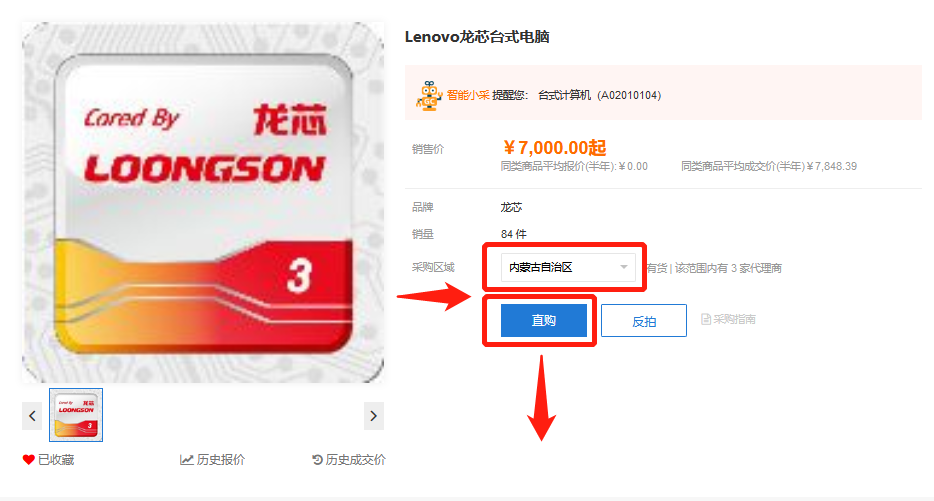 Cored By 龙芯
LOONGSON
3
Lenovo龙芯台式电脑
智能小采 提醒您： 台式计算机（A02010104）
销售价 ￥7,000.00起
同类商品平均报价(半年):￥0.00 同类商品平均成交价(半年)￥7,848.39
品牌 龙芯
销量 84 件
采购区域 内蒙古自治区 有货 | 该范围内有 3 家代理商
直购 反拍 采购指南
已收藏 历史报价 历史成交价